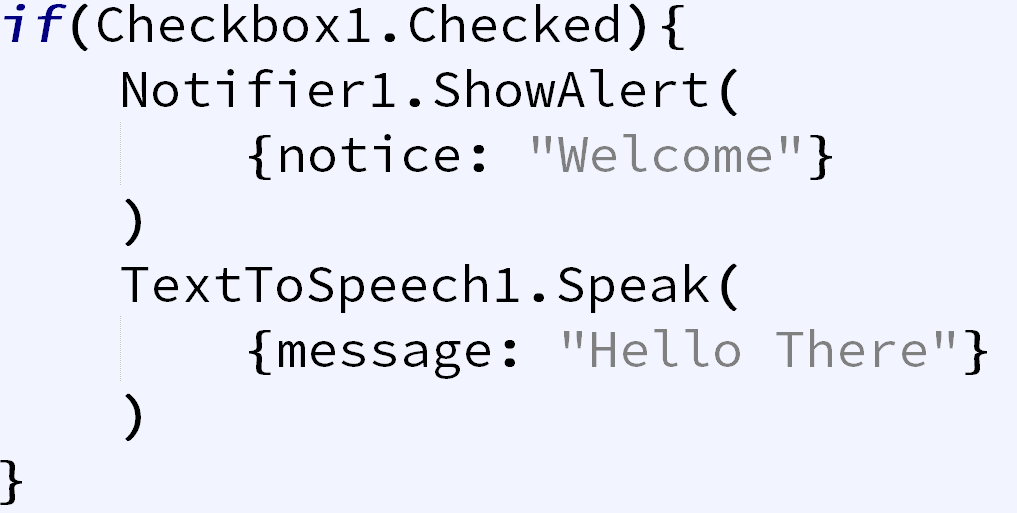 if(Checkbox1.Checked){
    Notifier1.ShowAlert(
        {notice: "Welcome"}
    )
    TextToSpeech1.Speak(
        {message: "Hello There"}
    )
}